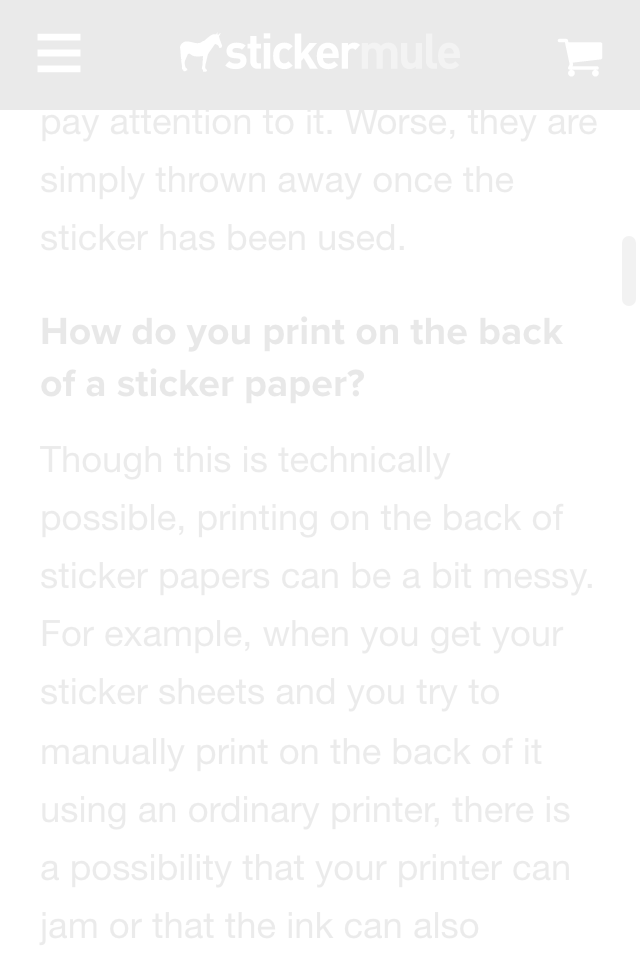 stickermule
pay attention to it. Worse, they are
simply thrown away once the
sticker has been used.
How do you print on the back
of a sticker paper?
Though this is technically
possible, printing on the back of
sticker papers can be a bit messy.
For example, when you get your
sticker sheets and you try to
manually print on the back of it
using an ordinary printer, there is
a possibility that your printer can
jam or that the ink can also